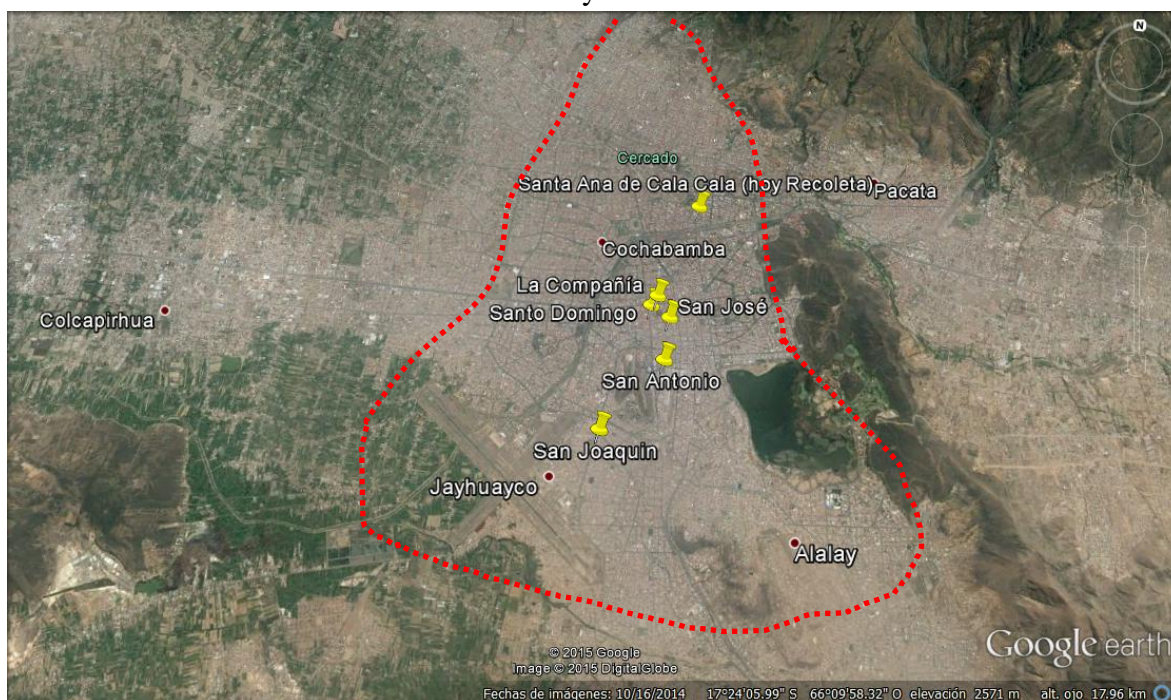 y
N
Cercado
Santa Ana de Cala Cala (hoy Recoleta)
Pacata
Cochabamba
La Compañía
Colcapirhua
Santo Domingo
San José
San Antonio
San Joaquin
Jayhuayco
Alalay
Google earth
© 2015 Google
Image © 2015 DigitalGlobe
Fechas de imágenes: 10/16/2014 17°24'05.99" S 66°09'58.32" O elevación 2571 m alt. ojo 17.96 km